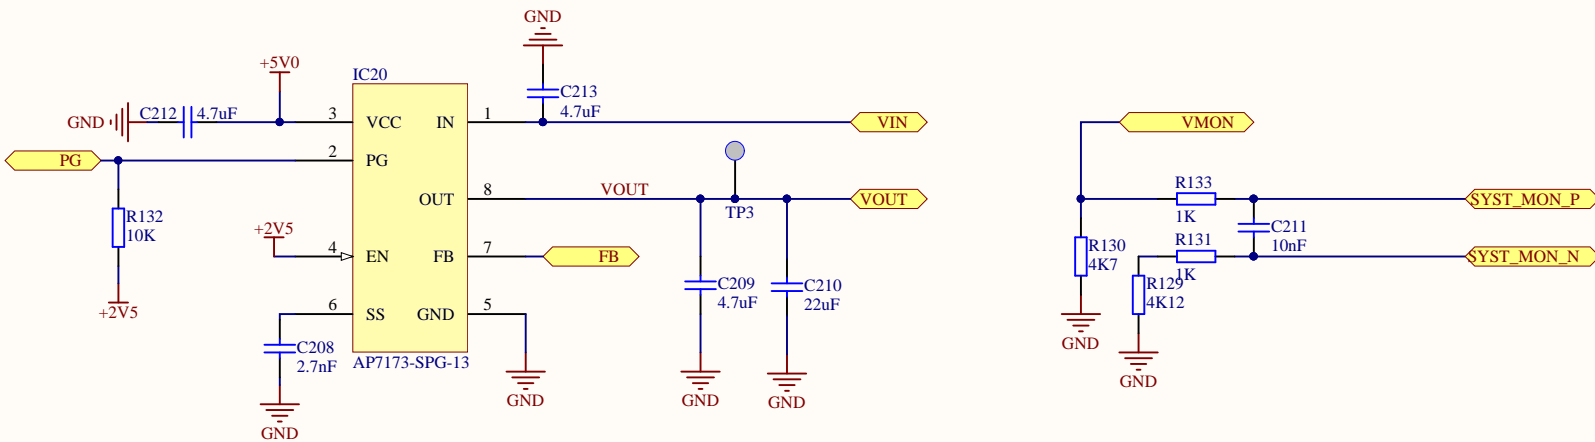 GND
+5V0
IC20
C212
4.7uF
C213
4.7uF
GND
3
VCC
IN
1
VIN
VMON
PG
2
PG
R132
10K
OUT
8
VOUT
VOUT
TP3
R133
1K
SYST_MON_P
C211
10nF
+2V5
4
EN
FB
7
FB
R130
4K7
R131
1K
SYST_MON_N
R129
4K12
+2V5
6
SS
GND
5
C209
4.7uF
C210
22uF
C208
2.7nF
AP7173-SPG-13
GND
GND
GND
GND
GND
GND